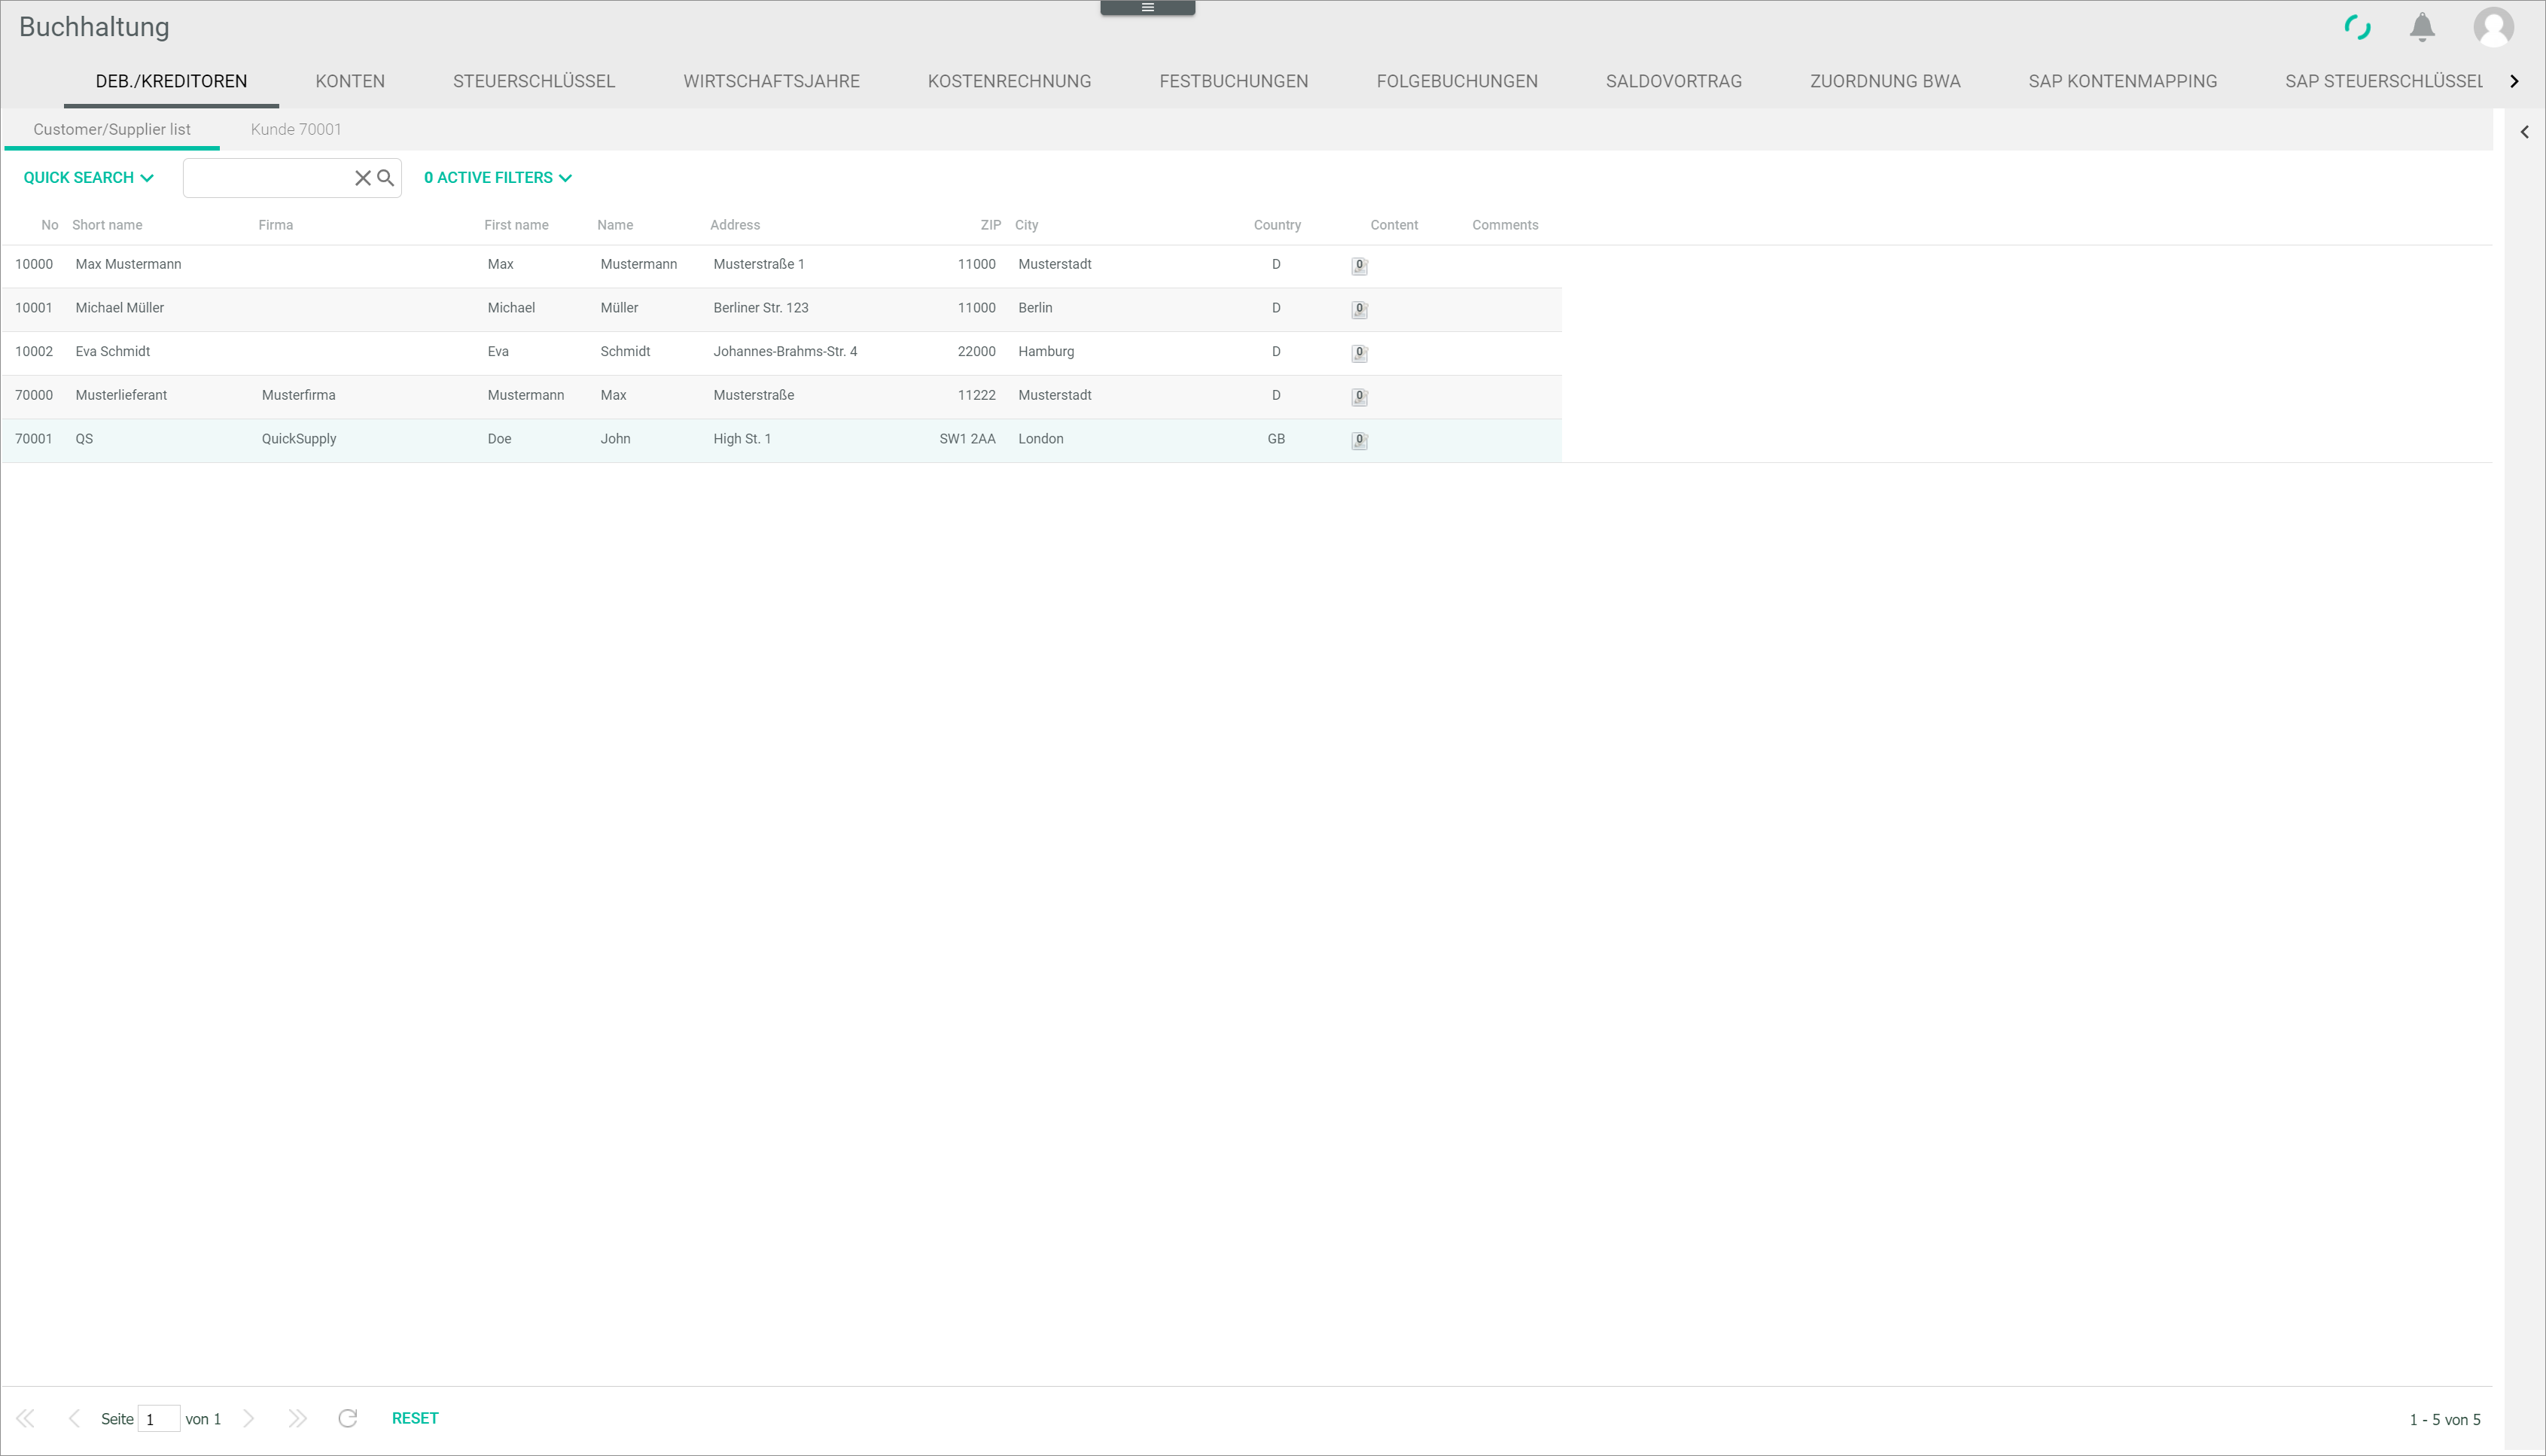 Buchhaltung
DEB./KREDITOREN KONTEN STEUERSCHLÜSSEL WIRTSCHAFTSJAHRE KOSTENRECHNUNG FESTBUCHUNGEN FOLGEBUCHUNGEN SALDOVORTRAG ZUORDNUNG BWA SAP KONTENMAPPING SAP STEUERSCHLÜSSEL
Customer/Supplier list Kunde 70001
QUICK SEARCH 0 ACTIVE FILTERS
No Short name Firma First name Name Address ZIP City Country Content Comments
10000 Max Mustermann Max Mustermann Musterstraße 1 11000 Musterstadt D 0
10001 Michael Müller Michael Müller Berliner Str. 123 11000 Berlin D 0
10002 Eva Schmidt Eva Schmidt Johannes-Brahms-Str. 4 22000 Hamburg D 0
70000 Musterlieferant Musterfirma Mustermann Max Musterstraße 11222 Musterstadt D 0
70001 QS QuickSupply Doe John High St. 1 SW1 2AA London GB 0
Seite 1 von 1 RESET 1 - 5 von 5